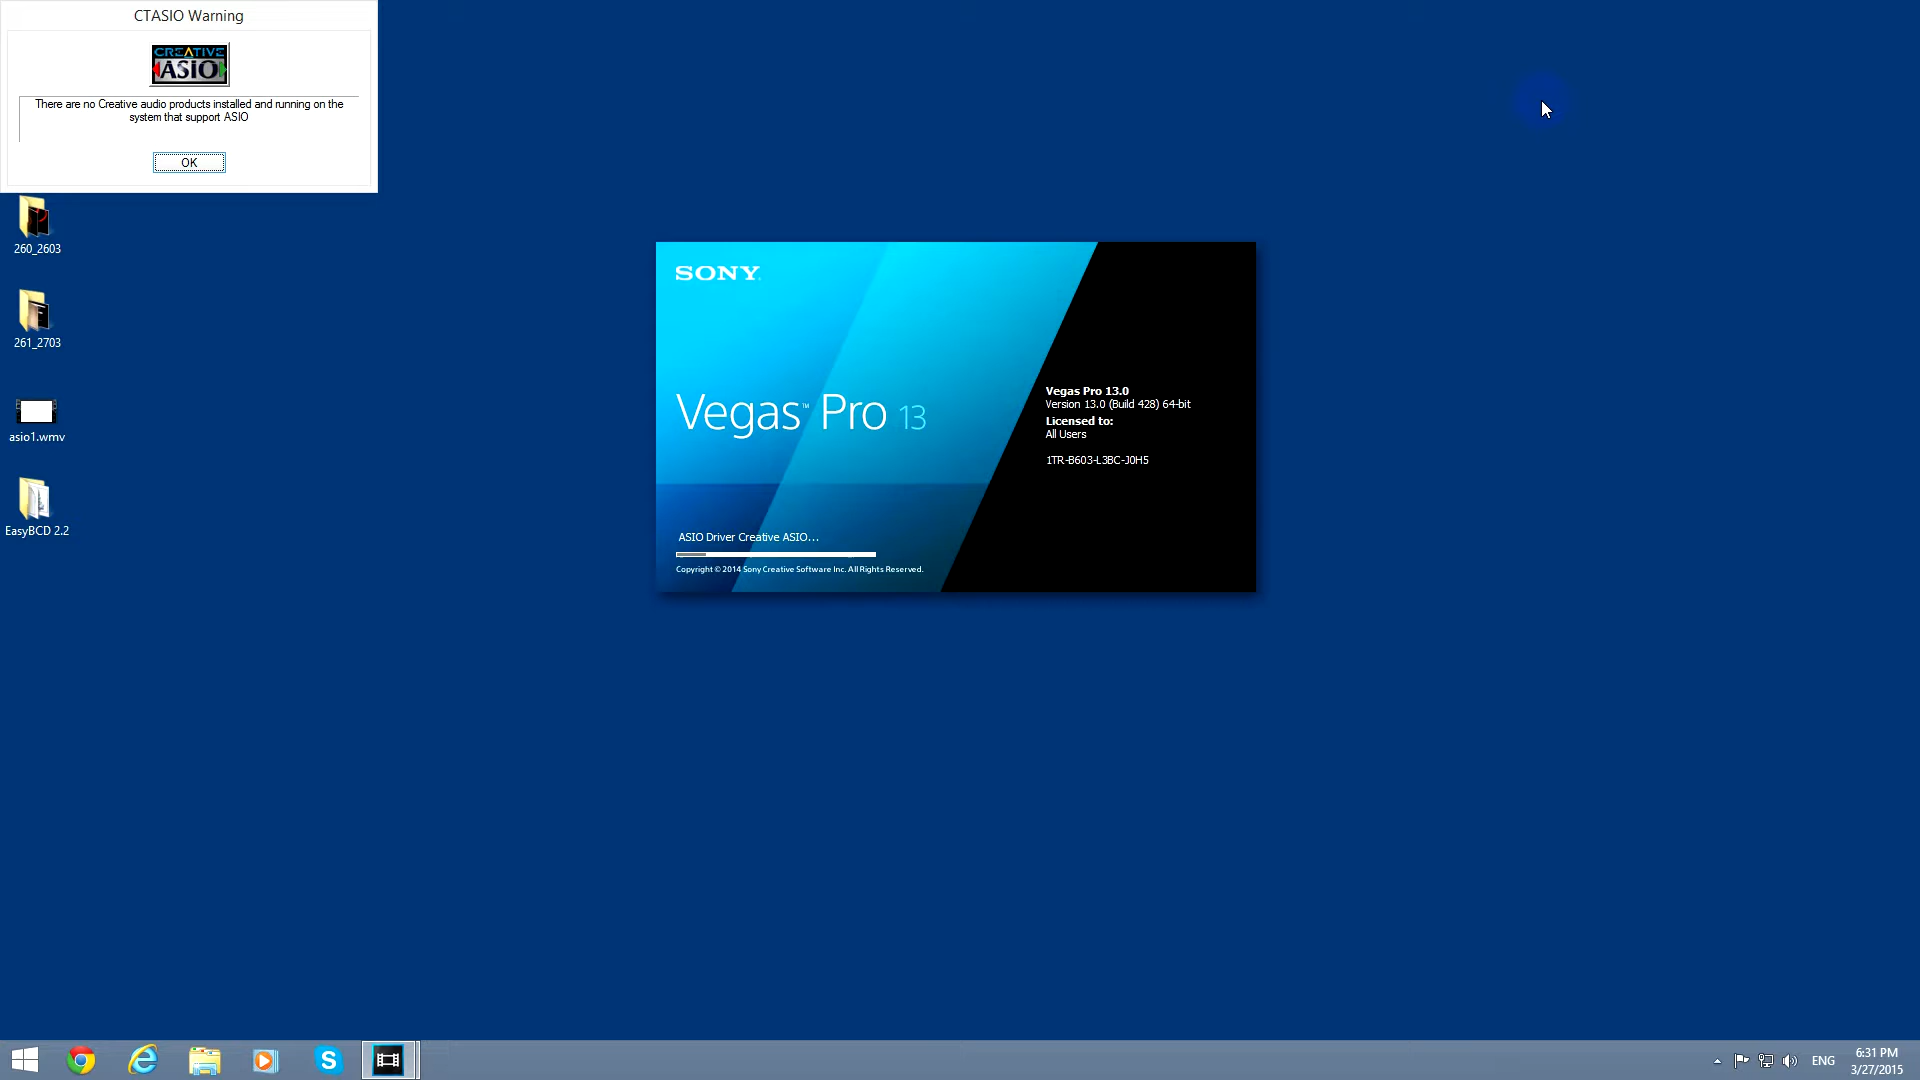 CTASIO Warning
CREATIVE
ASIO
There are no Creative audio products installed and running on the
system that support ASIO
OK
260_2603
261_2703
asio1.wmv
EasyBCD 2.2
SONY
Vegas™ Pro 13
Vegas Pro 13.0
Version 13.0 (Build 428) 64-bit
Licensed to:
All Users
1TR-B603-L3BC-J0H5
ASIO Driver Creative ASIO...
Copyright © 2014 Sony Creative Software Inc. All Rights Reserved.
ENG
6:31 PM
3/27/2015